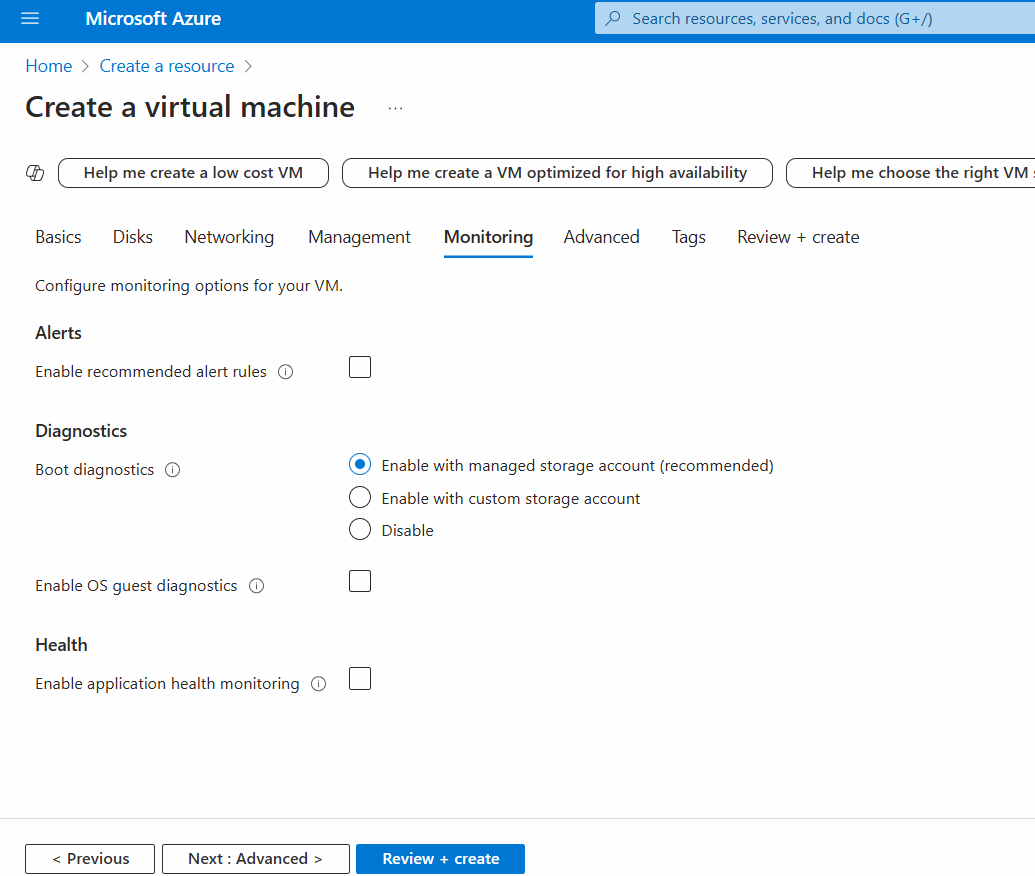 Microsoft Azure
Search resources, services, and docs (G+/)
Home > Create a resource >
Create a virtual machine ...
Help me create a low cost VM
Help me create a VM optimized for high availability
Help me choose the right VM
Basics Disks Networking Management Monitoring Advanced Tags Review + create
Configure monitoring options for your VM.
Alerts
Enable recommended alert rules
Diagnostics
Boot diagnostics
Enable with managed storage account (recommended)
Enable with custom storage account
Disable
Enable OS guest diagnostics
Health
Enable application health monitoring
< Previous
Next : Advanced >
Review + create